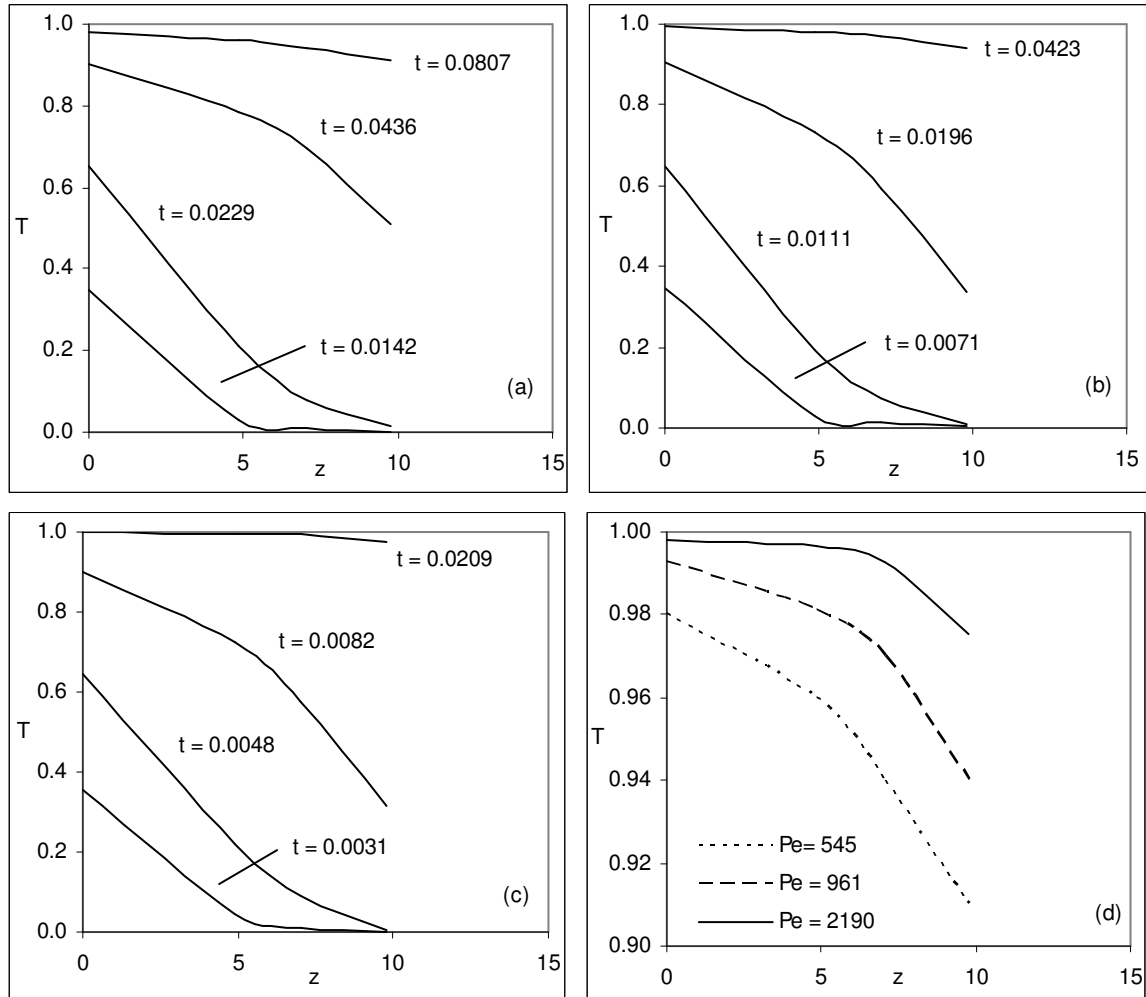 1.0
0.8
0.6
T
0.4
0.2
0.0
0
5
z
10
15
t = 0.0807
t = 0.0436
t = 0.0229
t = 0.0142
(a)
1.0
0.8
0.6
T
0.4
0.2
0.0
0
5
z
10
15
t = 0.0423
t = 0.0196
t = 0.0111
t = 0.0071
(b)
1.0
0.8
0.6
T
0.4
0.2
0.0
0
5
z
10
15
t = 0.0209
t = 0.0082
t = 0.0048
t = 0.0031
(c)
1.00
0.98
0.96
T
0.94
0.92
0.90
0
5
z
10
15
Pe= 545
Pe = 961
Pe = 2190
(d)